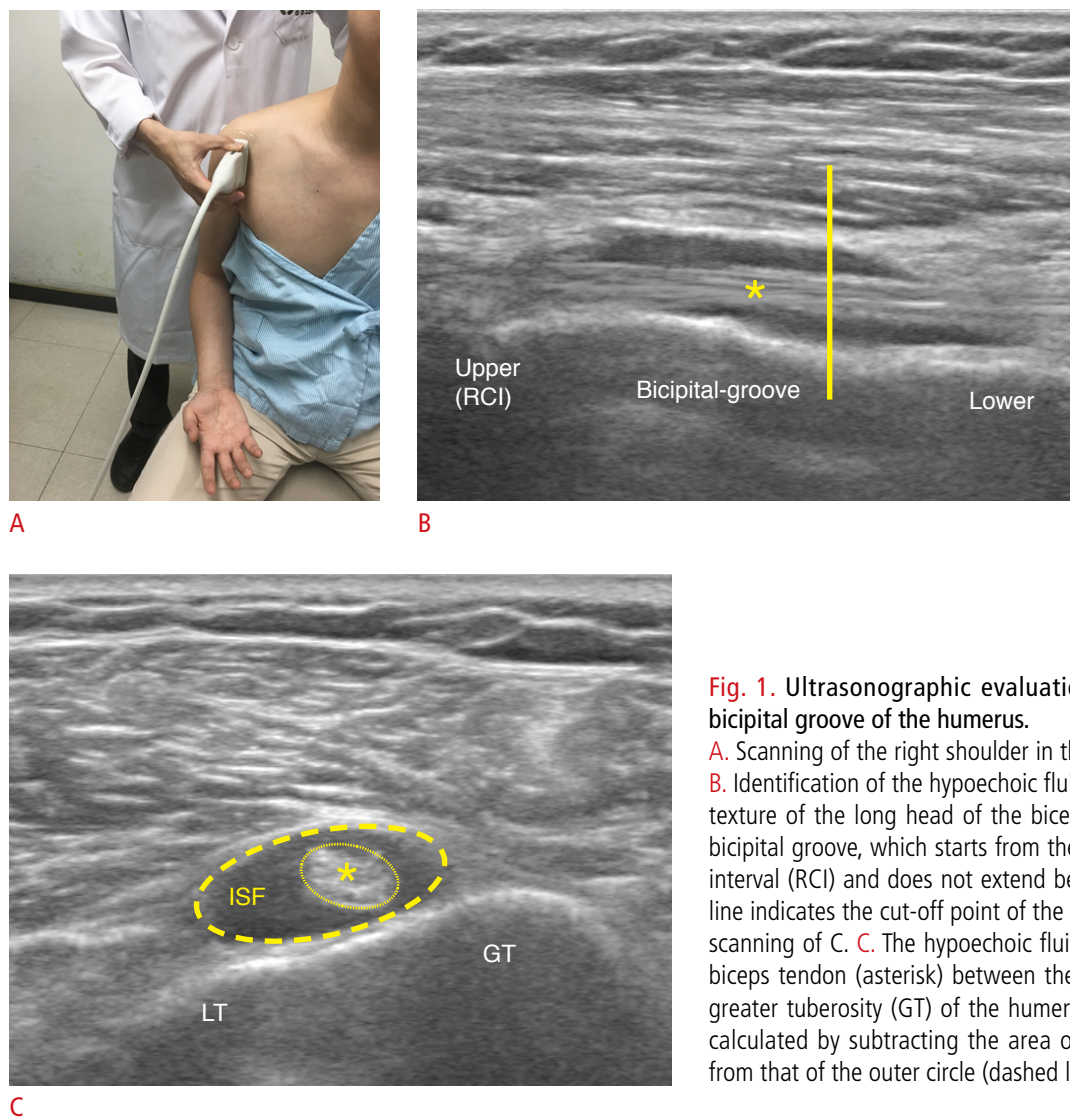 A
Upper
(RCI)
Bicipital-groove
Lower
*
B
ISF
*
GT
LT
C
Fig. 1. Ultrasonographic evaluati
bicipital groove of the humerus.
A. Scanning of the right shoulder in th
B. Identification of the hypoechoic flu
texture of the long head of the bice
bicipital groove, which starts from the
interval (RCI) and does not extend be
line indicates the cut-off point of the
scanning of C. C. The hypoechoic flui
biceps tendon (asterisk) between the
greater tuberosity (GT) of the humer
calculated by subtracting the area o
from that of the outer circle (dashed l